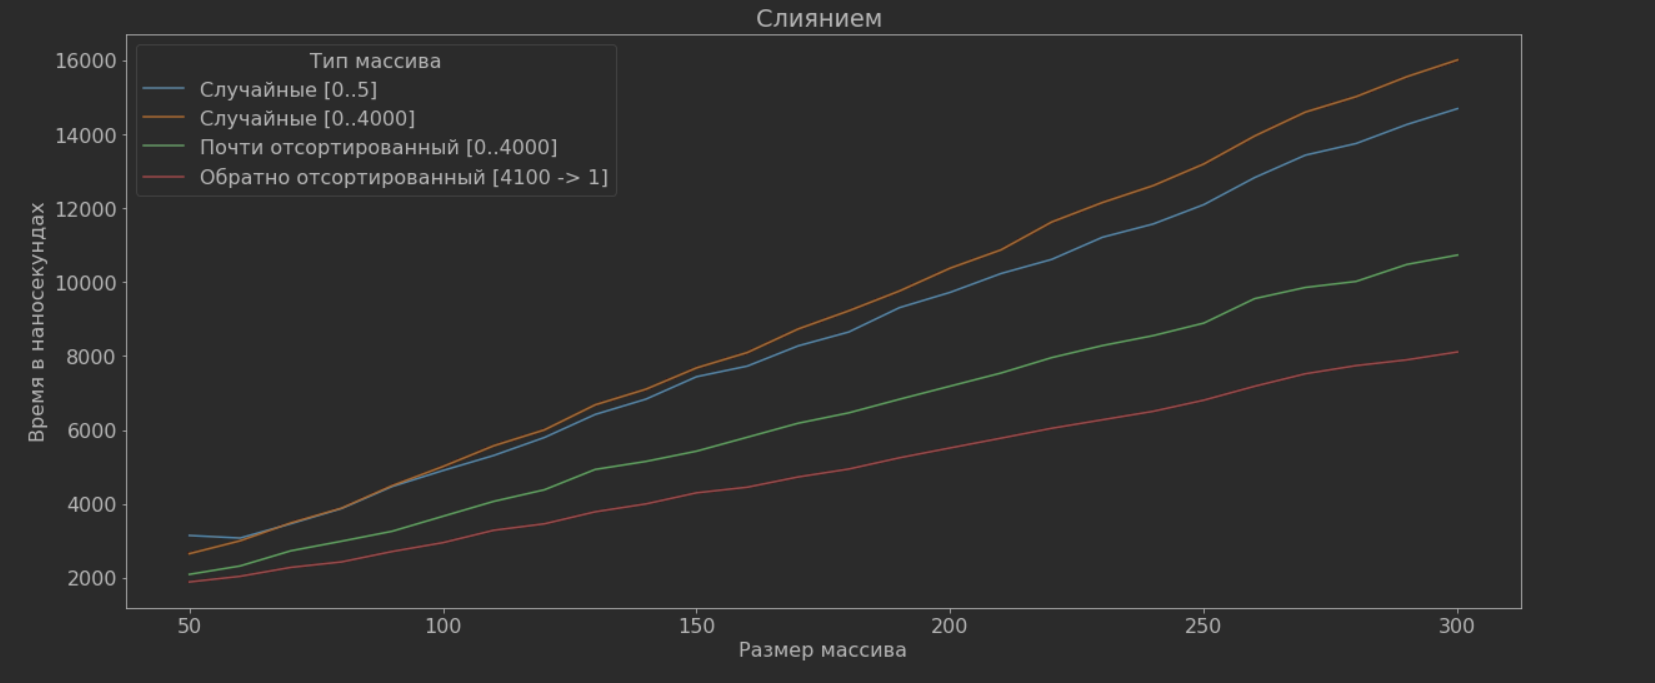 Слиянием
Тип массива
Случайные [0..5]
Случайные [0..4000]
Почти отсортированный [0..4000]
Обратно отсортированный [4100 -> 1]
Время в наносекундах
16000
14000
12000
10000
8000
6000
4000
2000
50 100 150 200 250 300
Размер массива